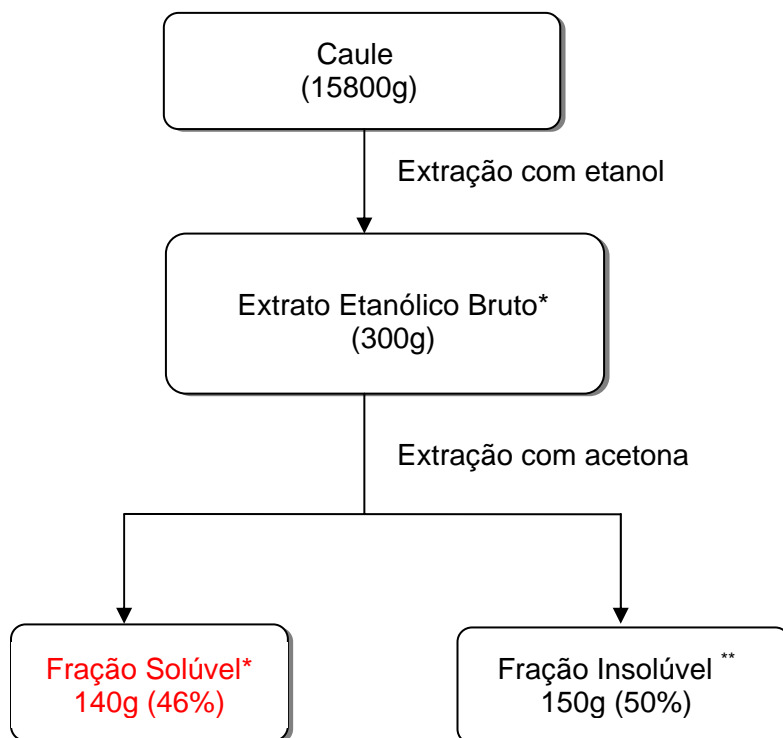 Caule
(15800g)
Extração com etanol
Extrato Etanólico Bruto*
(300g)
Extração com acetona
Fração Solúvel*
140g (46%)
Fração Insolúvel **
150g (50%)